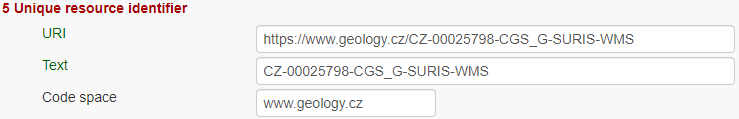 5 Unique resource identifier
URI https://www.geology.cz/CZ-00025798-CGS_G-SURIS-WMS
Text CZ-00025798-CGS_G-SURIS-WMS
Code space www.geology.cz